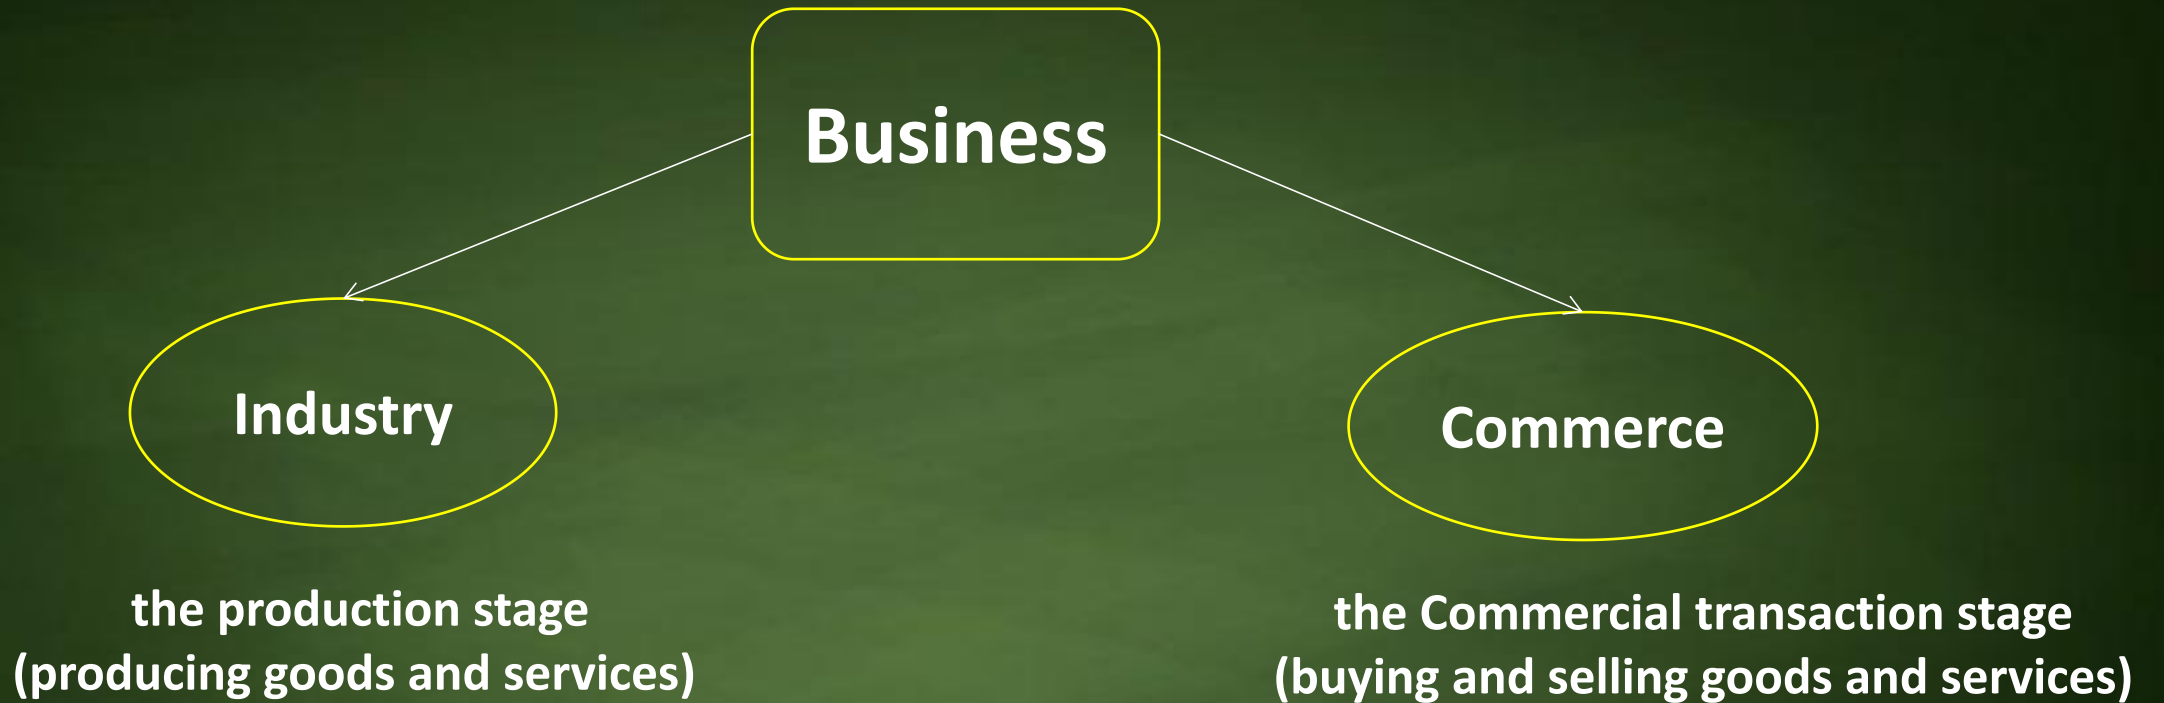 Business
Industry
Commerce
the production stage
(producing goods and services)
the Commercial transaction stage
(buying and selling goods and services)